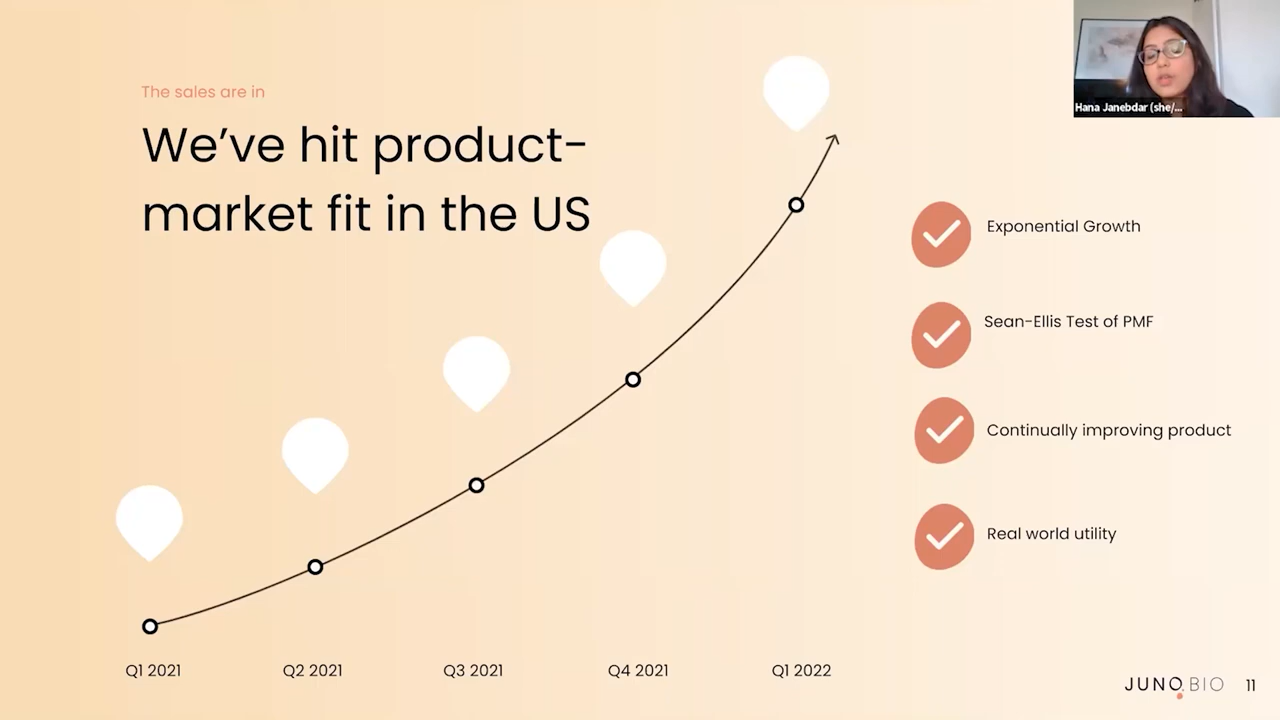 The sales are in
We’ve hit product-
market fit in the US
Hana Janebdar (she/...
Exponential Growth
Sean-Ellis Test of PMF
Continually improving product
Real world utility
Q1 2021
Q2 2021
Q3 2021
Q4 2021
Q1 2022
JUNO.BIO
11